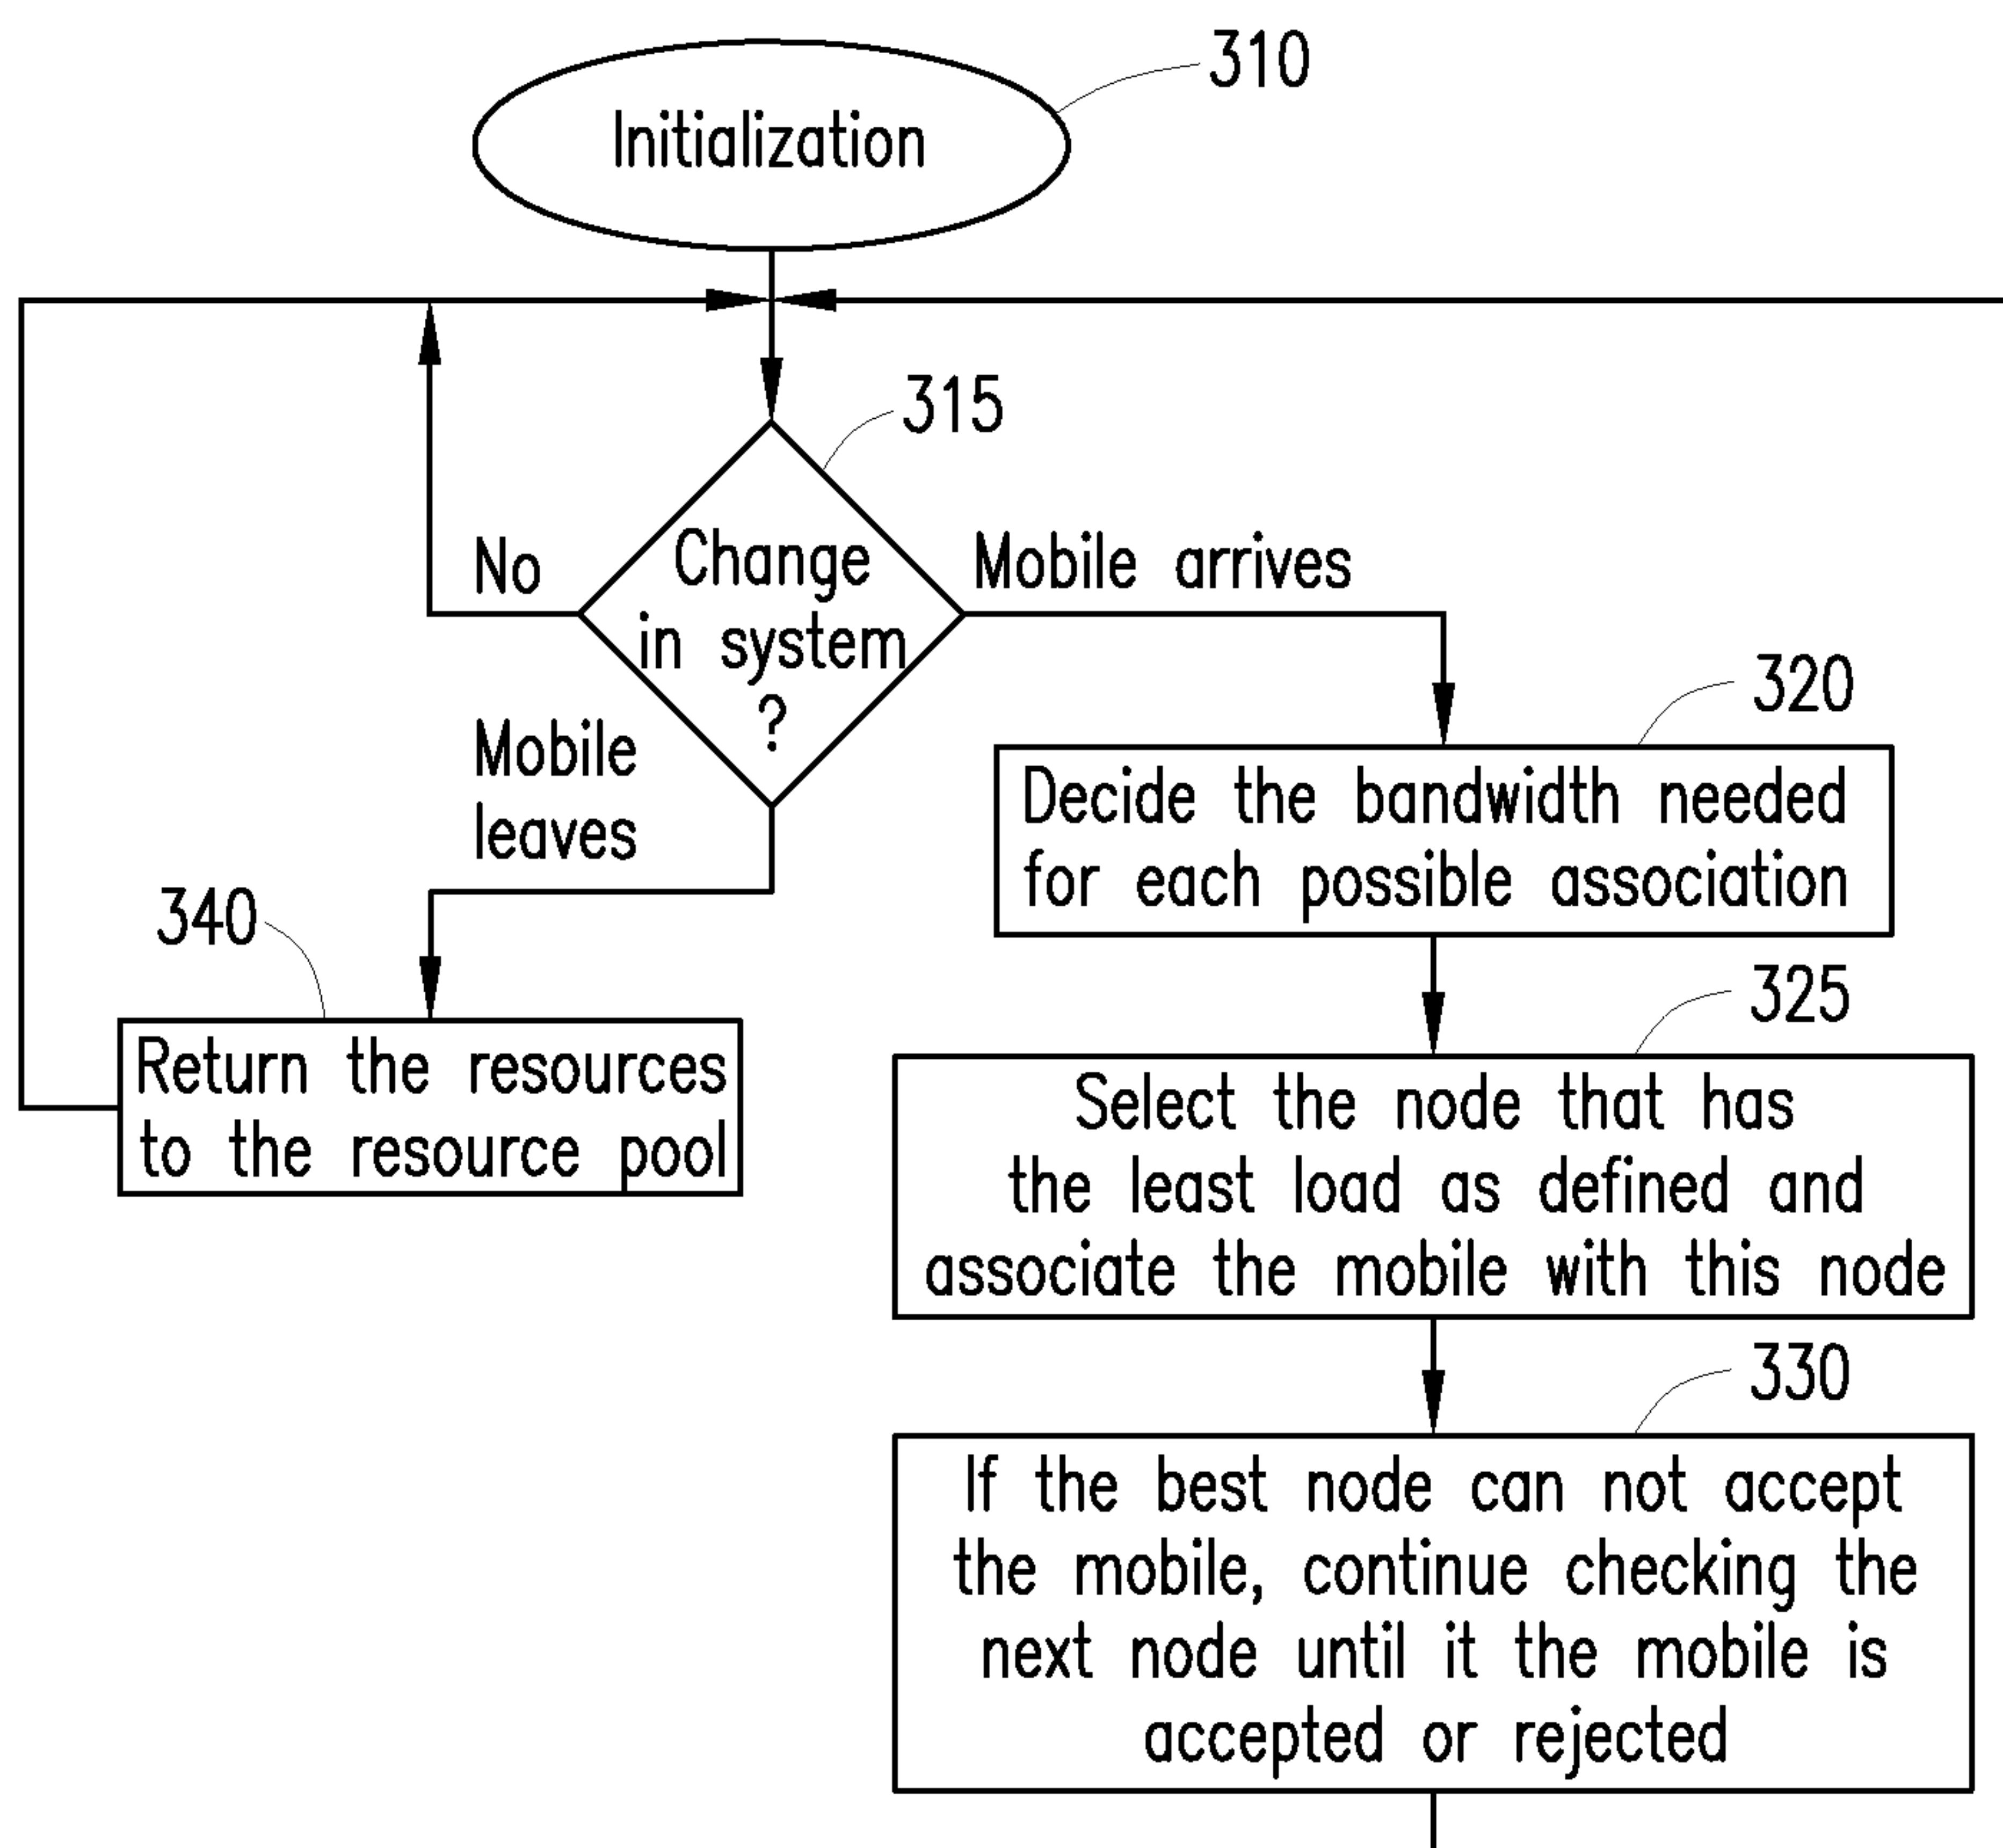 310
Initialization
315
Change
in system
?
No
Mobile arrives
Mobile
leaves
320
Decide the bandwidth needed
for each possible association
340
Return the resources
to the resource pool
325
Select the node that has
the least load as defined and
associate the mobile with this node
330
If the best node can not accept
the mobile, continue checking the
next node until it the mobile is
accepted or rejected